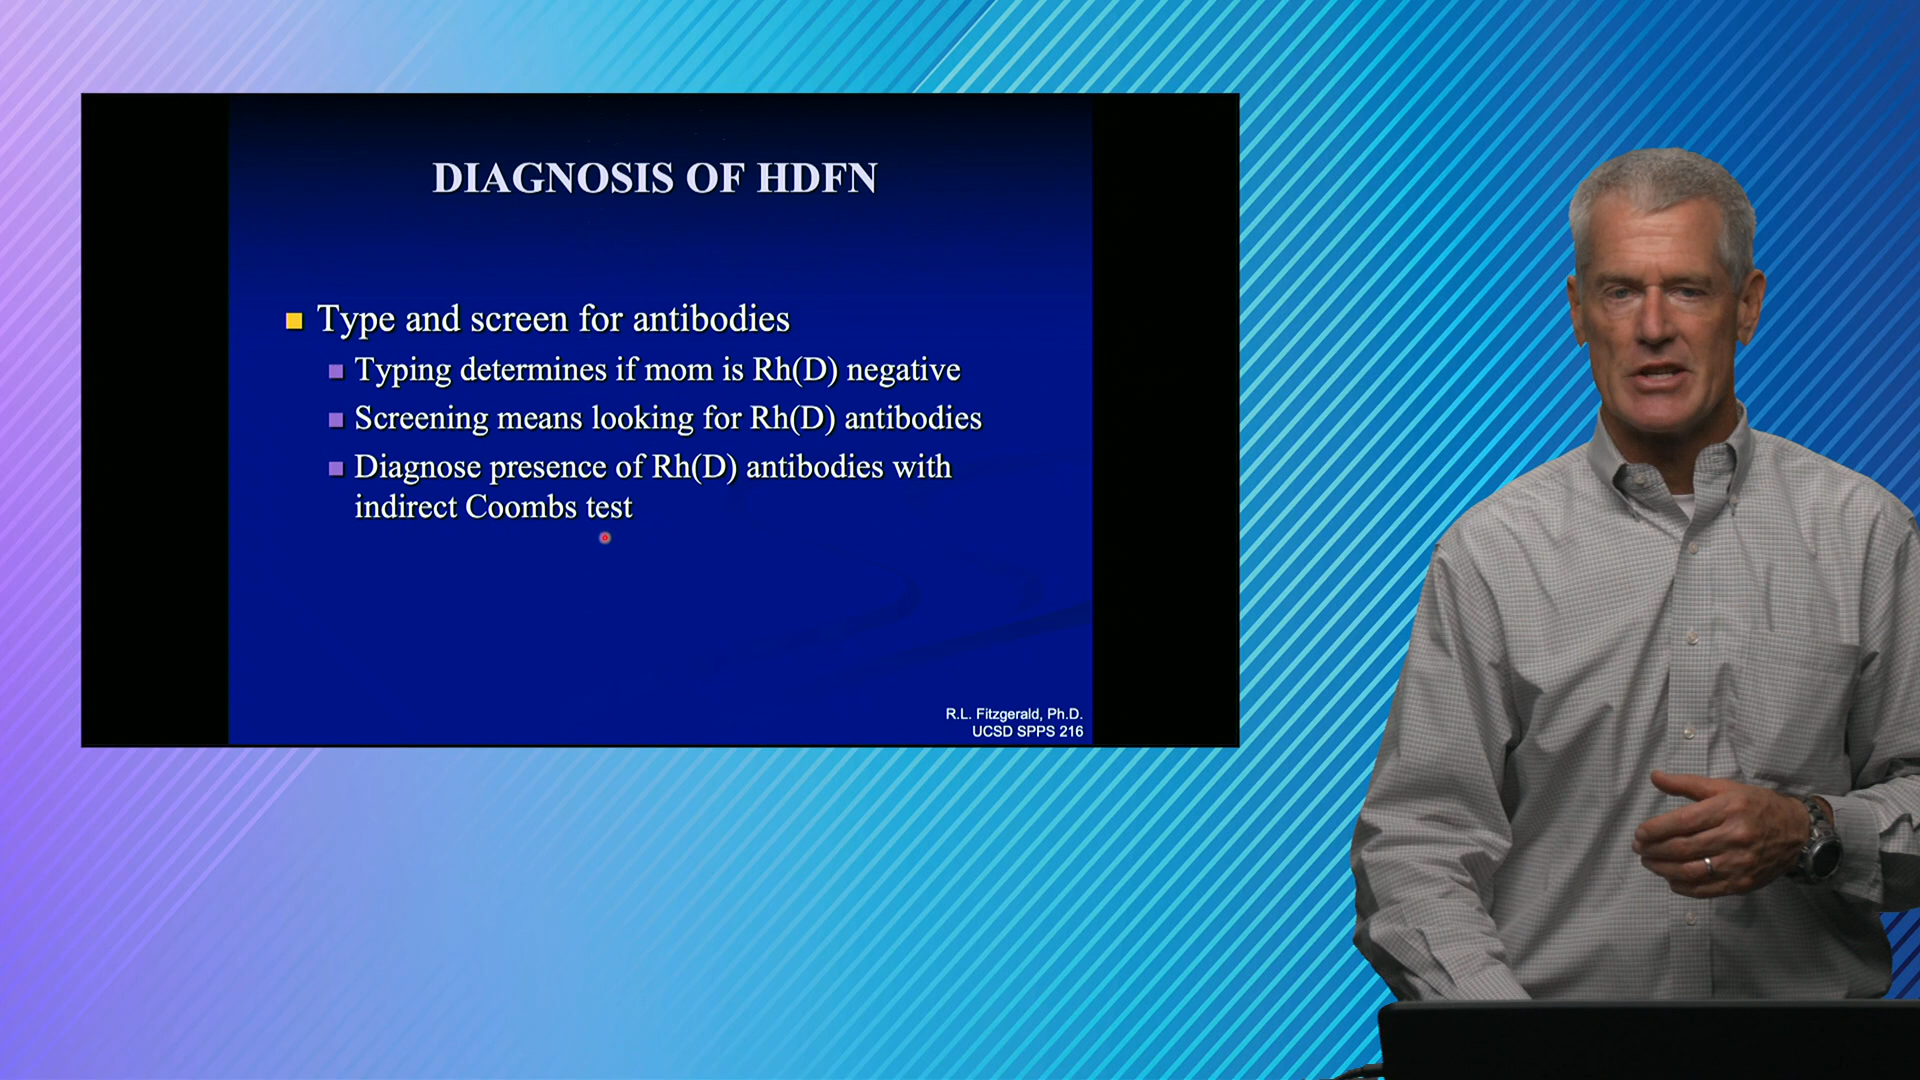 DIAGNOSIS OF HDFN
Type and screen for antibodies
Typing determines if mom is Rh(D) negative
Screening means looking for Rh(D) antibodies
Diagnose presence of Rh(D) antibodies with
indirect Coombs test
R.L. Fitzgerald, Ph.D.
UCSD SPPS 216